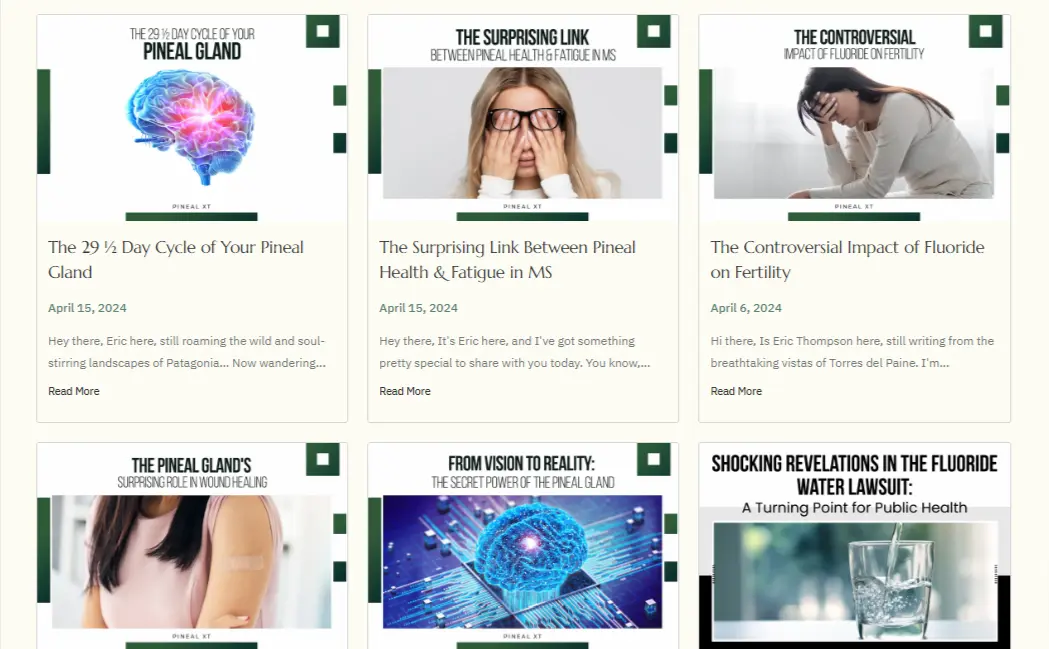 THE 29 ½ DAY CYCLE OF YOUR
PINEAL GLAND
PINEAL XT
The 29 ½ Day Cycle of Your Pineal
Gland
April 15, 2024
Hey there, Eric here, still roaming the wild and soul-
stirring landscapes of Patagonia... Now wandering...
Read More
THE SURPRISING LINK
BETWEEN PINEAL HEALTH & FATIGUE IN MS
PINEAL XT
The Surprising Link Between Pineal
Health & Fatigue in MS
April 15, 2024
Hey there, It's Eric here, and I've got something
pretty special to share with you today. You know,...
Read More
THE CONTROVERSIAL
IMPACT OF FLUORIDE ON FERTILITY
PINEAL XT
The Controversial Impact of Fluoride
on Fertility
April 6, 2024
Hi there, Is Eric Thompson here, still writing from the
breathtaking vistas of Torres del Paine. I'm...
Read More
THE PINEAL GLAND'S
SURPRISING ROLE IN WOUND HEALING
PINEAL XT
FROM VISION TO REALITY:
THE SECRET POWER OF THE PINEAL GLAND
PINEAL XT
SHOCKING REVELATIONS IN THE FLUORIDE
WATER LAWSUIT:
A Turning Point for Public Health